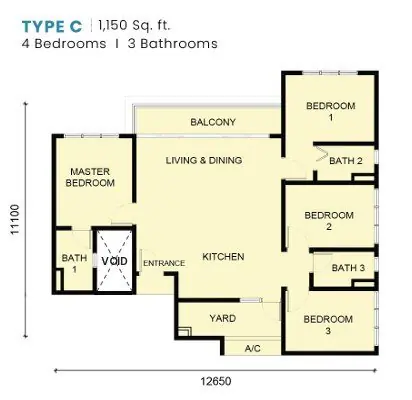 TYPE C | 1,150 Sq. ft.
4 Bedrooms I 3 Bathrooms
BALCONY
BEDROOM
1
LIVING & DINING
BATH 2
MASTER
BEDROOM
BEDROOM
2
11100
BATH
1
VOID
ENTRANCE
KITCHEN
BATH 3
YARD
BEDROOM
3
A/C
12650